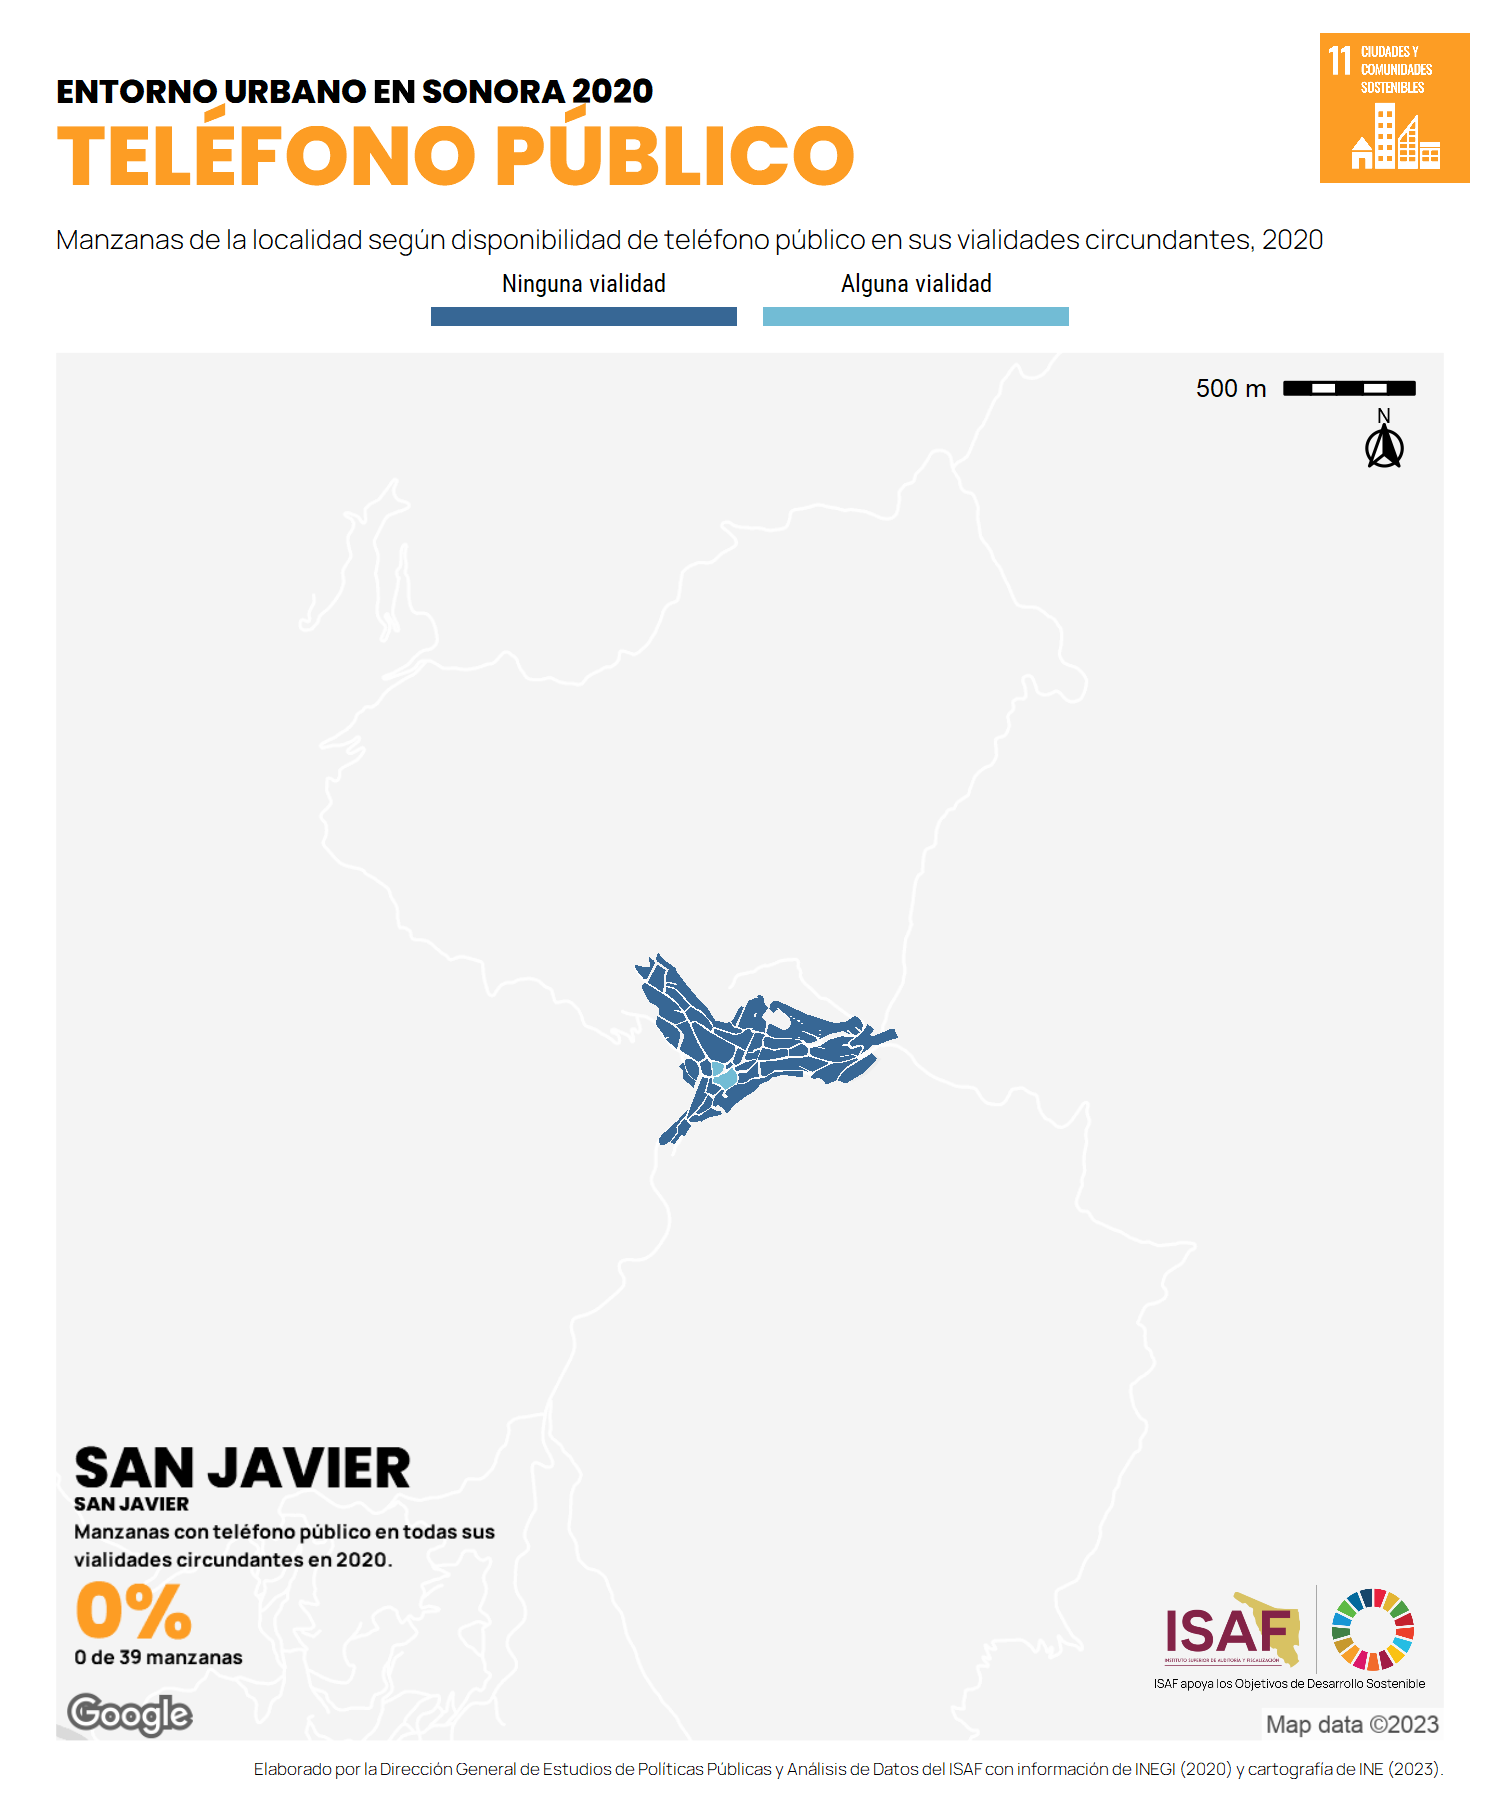 ENTORNO URBANO EN SONORA 2020
TELÉFONO PÚBLICO
11 CIUDADES Y
COMUNIDADES
SOSTENIBLES
Manzanas de la localidad según disponibilidad de teléfono público en sus vialidades circundantes, 2020
Ninguna vialidad Alguna vialidad
500 m
N
SAN JAVIER
SAN JAVIER
Manzanas con teléfono público en todas sus
vialidades circundantes en 2020.
0%
0 de 39 manzanas
ISAF
INSTITUTO SUPERIOR DE AUDITORÍA Y FISCALIZACIÓN
ISAF apoya los Objetivos de Desarrollo Sostenible
Google
Map data ©2023
Elaborado por la Dirección General de Estudios de Políticas Públicas y Análisis de Datos del ISAF con información de INEGI (2020) y cartografía de INE (2023).